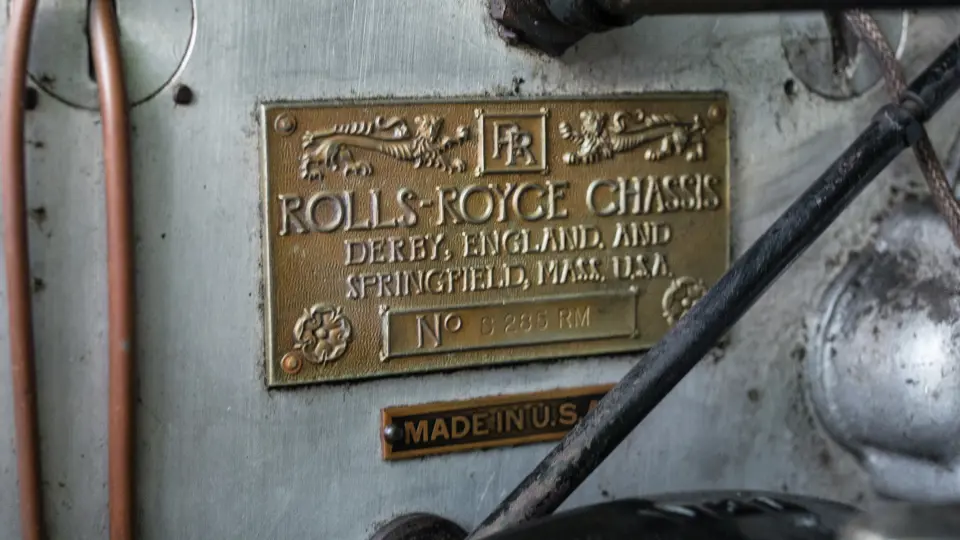 RR
ROLLS-ROYCE CHASSIS
DERBY, ENGLAND, AND
SPRINGFIELD, MASS, U.S.A.
No S 285 RM
MADE IN U.S.A